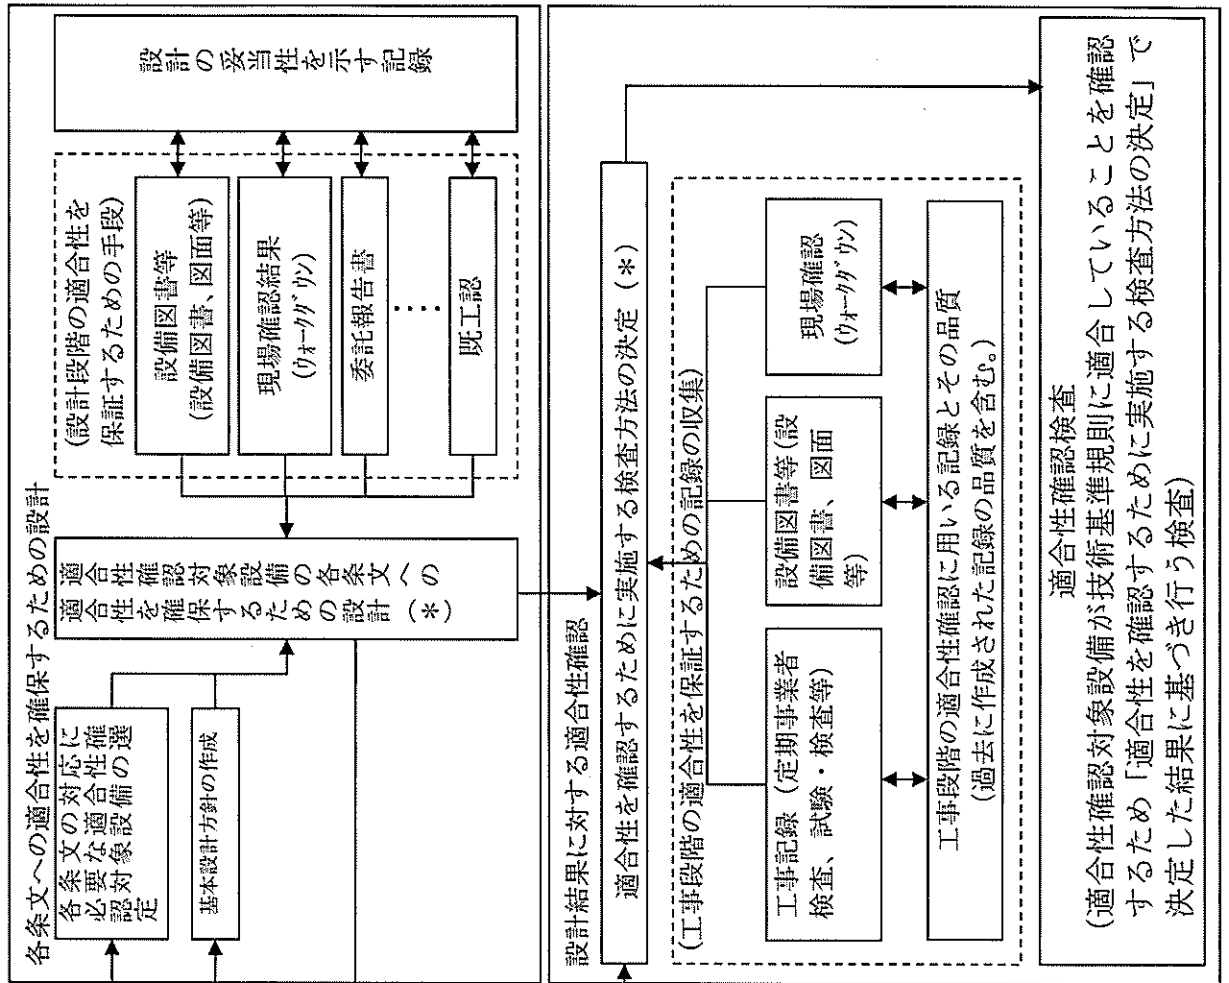 各条文への適合性を確保するための設計
各条文の対応に
必要な適合性確
認対象設備の選
定
基本設計方針の作成
適合性確認対象設備の各条文への
適合性を確保するための設計（＊）
(設計段階の適合性を
保証するための手段)
設備図書等
(設備図書、図面等)
現場確認結果
(ｳｫｰｸﾀﾞｳﾝ)
委託報告書
・・・・
既工認
設計の妥当性を示す記録
設計結果に対する適合性確認
適合性を確認するために実施する検査方法の決定（＊）
(工事段階の適合性を保証するための記録の収集)
工事記録（定期事業者
検査、試験・検査等）
設備図書等(設
備図書、図面
等)
現場確認
(ｳｫｰｸﾀﾞｳﾝ)
工事段階の適合性確認に用いる記録とその品質
(過去に作成された記録の品質を含む。)
適合性確認検査
(適合性確認対象設備が技術基準規則に適合していることを確認
するため「適合性を確認するために実施する検査方法の決定」で
決定した結果に基づき行う検査)